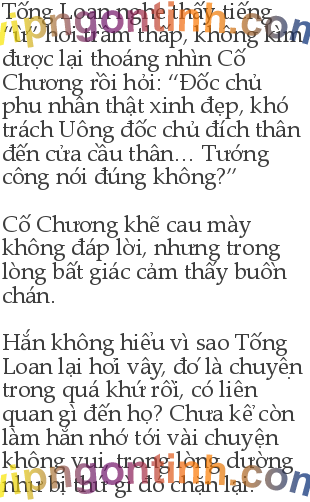 Tống Loan nghe thấy tiếng
“ừ” hơi trầm thấp, không kìm
được lại thoáng nhìn Cố
Chương rồi hỏi: “Đốc chủ
phu nhân thật xinh đẹp, khó
trách Uông đốc chủ đích thân
đến cửa cầu thân... Tướng
công nói đúng không?”
Cố Chương khẽ cau mày
không đáp lời, nhưng trong
lòng bất giác cảm thấy buồn
chán.
Hắn không hiểu vì sao Tống
Loan lại hỏi vậy, đó là chuyện
trong quá khứ rồi, có liên
quan gì đến họ? Chưa kể còn
làm hắn nhớ tới vài chuyện
không vui, trong lòng dường
như bị thứ gì đó chặn lại.
vipngontinh.com
vipngontinh.com